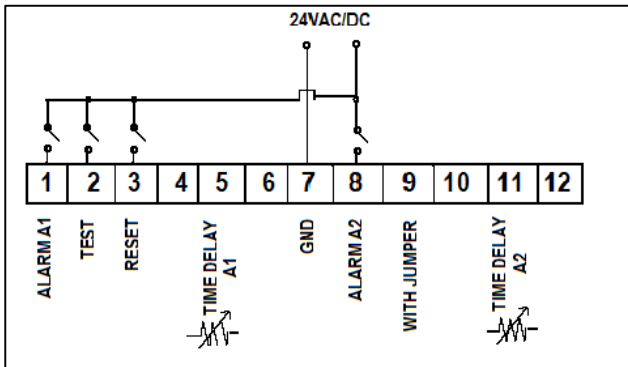 24VAC/DC
1 2 3 4 5 6 7 8 9 10 11 12
ALARM A1
TEST
RESET
TIME DELAY
A1
GND
ALARM A2
WITH JUMPER
TIME DELAY
A2